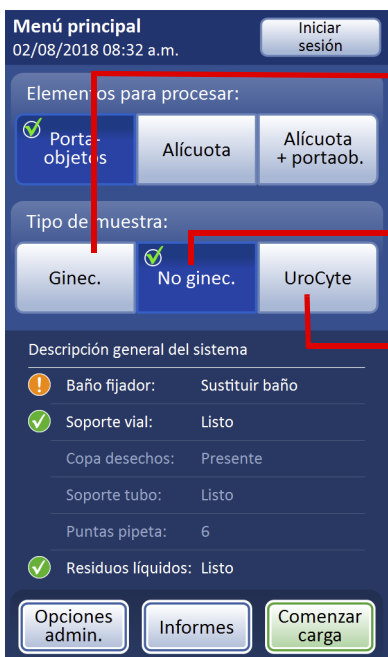 Menú principal
02/08/2018 08:32 a.m.
Iniciar
sesión
Elementos para procesar:
Porta-
objetos
Alícuota
Alícuota
+ portaob.
Tipo de muestra:
Ginec.
No ginec.
UroCyte
Descripción general del sistema
Baño fijador: Sustituir baño
Soporte vial: Listo
Copa desechos: Presente
Soporte tubo: Listo
Puntas pipeta: 6
Residuos líquidos: Listo
Opciones
admin.
Informes
Comenzar
carga